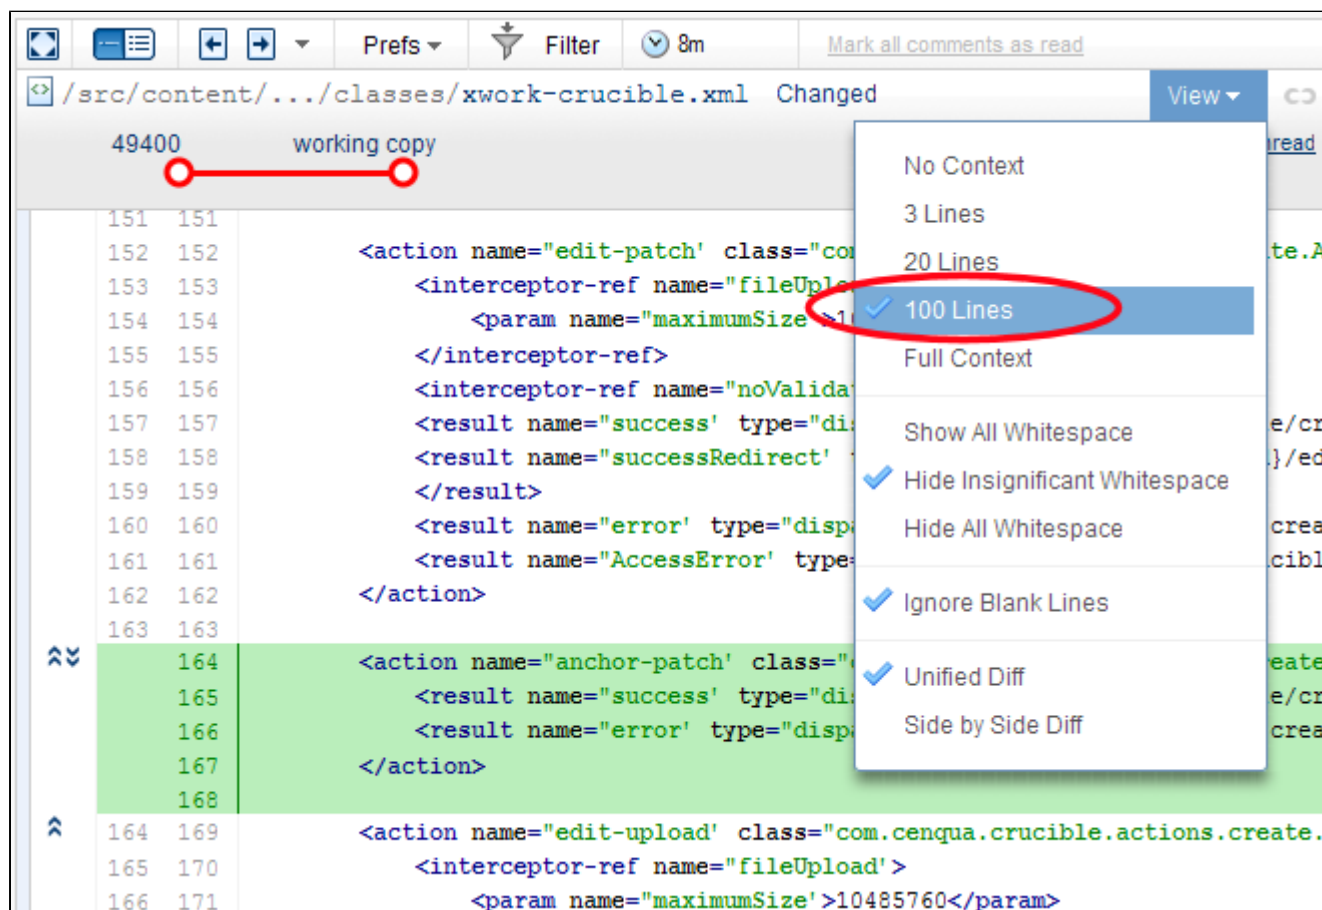 Prefs Filter 8m Mark all comments as read
/src/content/.../classes/xwork-crucible.xml Changed View
49400 working copy
No Context
3 Lines
20 Lines
100 Lines
Full Context
Show All Whitespace
Hide Insignificant Whitespace
Hide All Whitespace
Ignore Blank Lines
Unified Diff
Side by Side Diff
151 151
152 152 <action name="edit-patch' class="co
153 153 <interceptor-ref name="fileUplo
154 154 <param name="maximumSize'>1
155 155 </interceptor-ref>
156 156 <interceptor-ref name="noValida
157 157 <result name="success' type="di
158 158 <result name="successRedirect' }/ed
159 159 </result>
160 160 <result name="error' type="disp crea
161 161 <result name="AccessError' type= cibl
162 162 </action>
163 163
164 <action name="anchor-patch' class=" eate
165 <result name="success' type="di e/cr
166 <result name="error' type="disp crea
167 </action>
168
164 169 <action name="edit-upload' class="com.cenqua.crucible.actions.create.
165 170 <interceptor-ref name="fileUpload'>
166 171 <param name="maximumSize'>10485760</param>